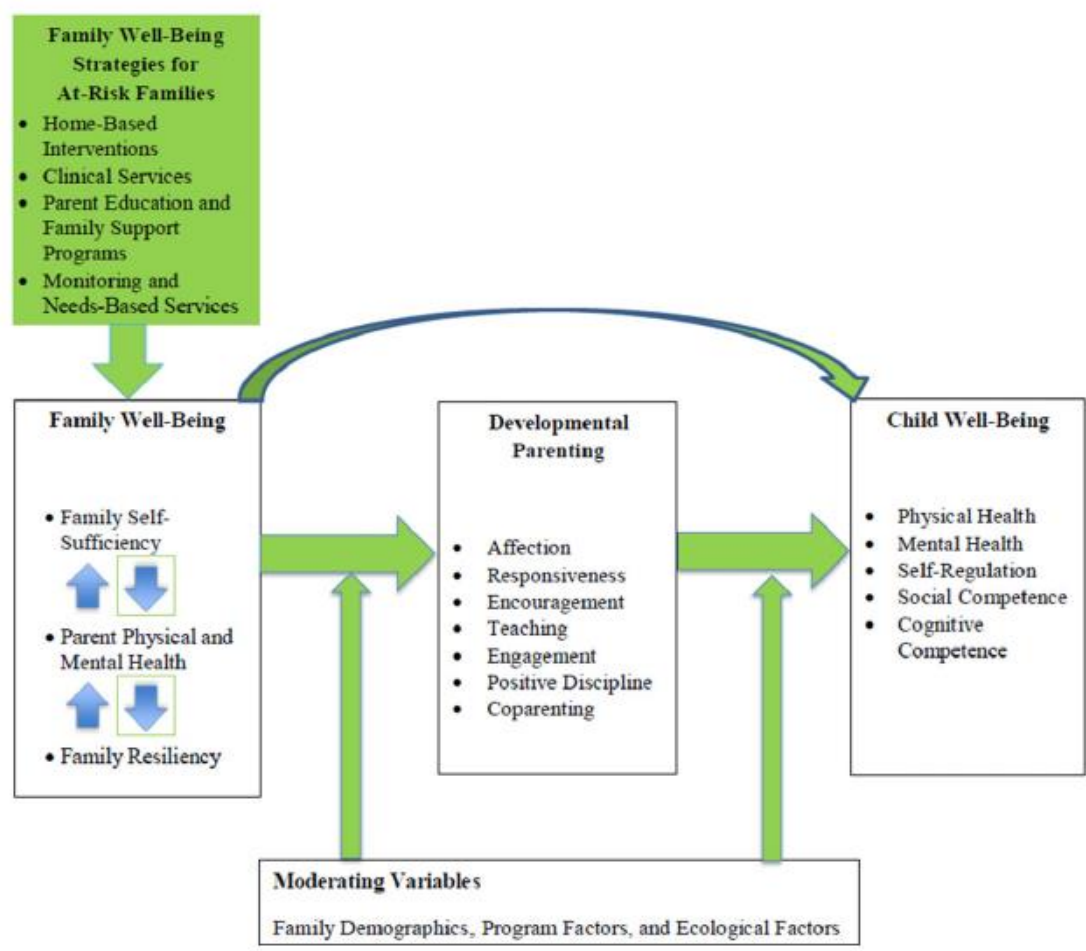 Family Well-Being
Strategies for
At-Risk Families
• Home-Based
Interventions
• Clinical Services
• Parent Education and
Family Support
Programs
• Monitoring and
Needs-Based Services
Family Well-Being
• Family Self-
Sufficiency
• Parent Physical and
Mental Health
• Family Resiliency
Developmental
Parenting
• Affection
• Responsiveness
• Encouragement
• Teaching
• Engagement
• Positive Discipline
• Coparenting
Child Well-Being
• Physical Health
• Mental Health
• Self-Regulation
• Social Competence
• Cognitive
Competence
Moderating Variables
Family Demographics, Program Factors, and Ecological Factors